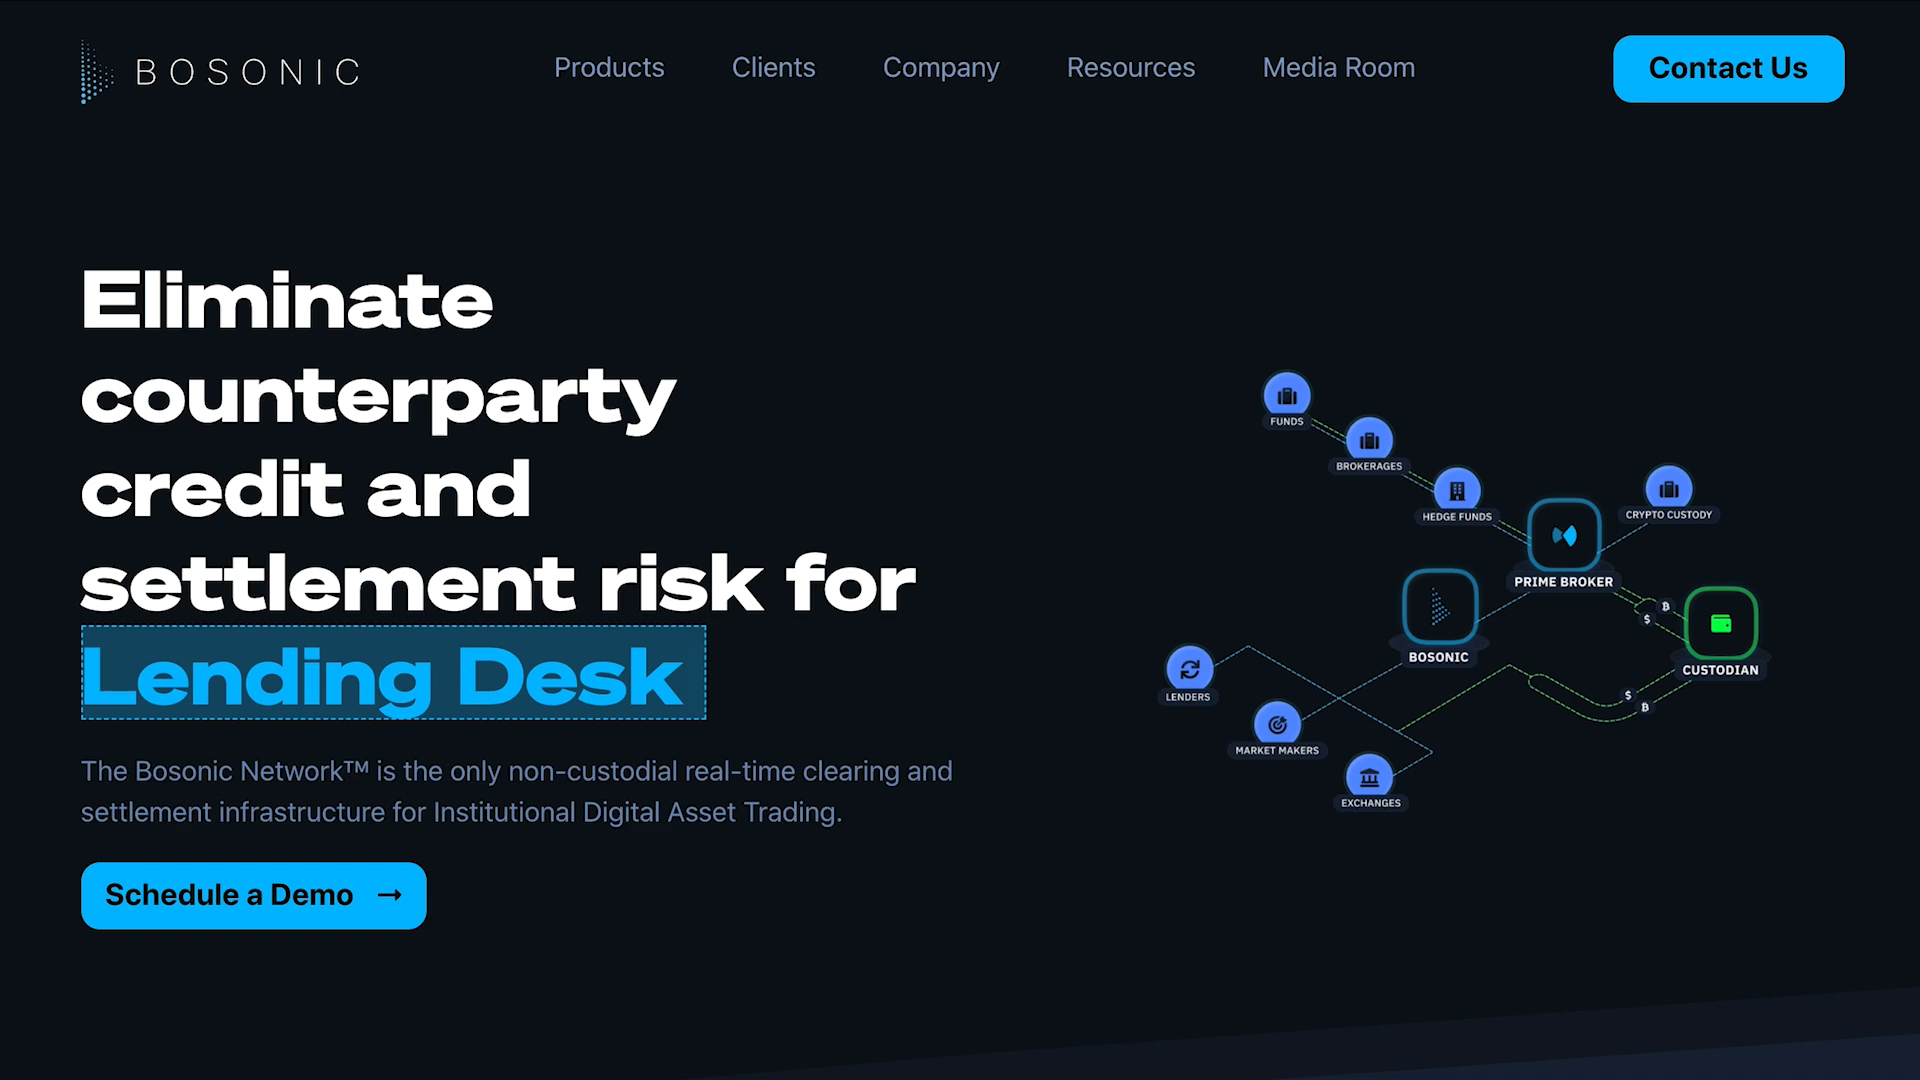 BOSONIC
Products
Clients
Company
Resources
Media Room
Contact Us
Eliminate
counterparty
credit and
settlement risk for
Lending Desk
The Bosonic Network™ is the only non-custodial real-time clearing and
settlement infrastructure for Institutional Digital Asset Trading.
Schedule a Demo →
FUNDS
BROKERAGES
HEDGE FUNDS
CRYPTO CUSTODY
PRIME BROKER
BOSONIC
CUSTODIAN
LENDERS
MARKET MAKERS
EXCHANGES
₿
$
$
₿